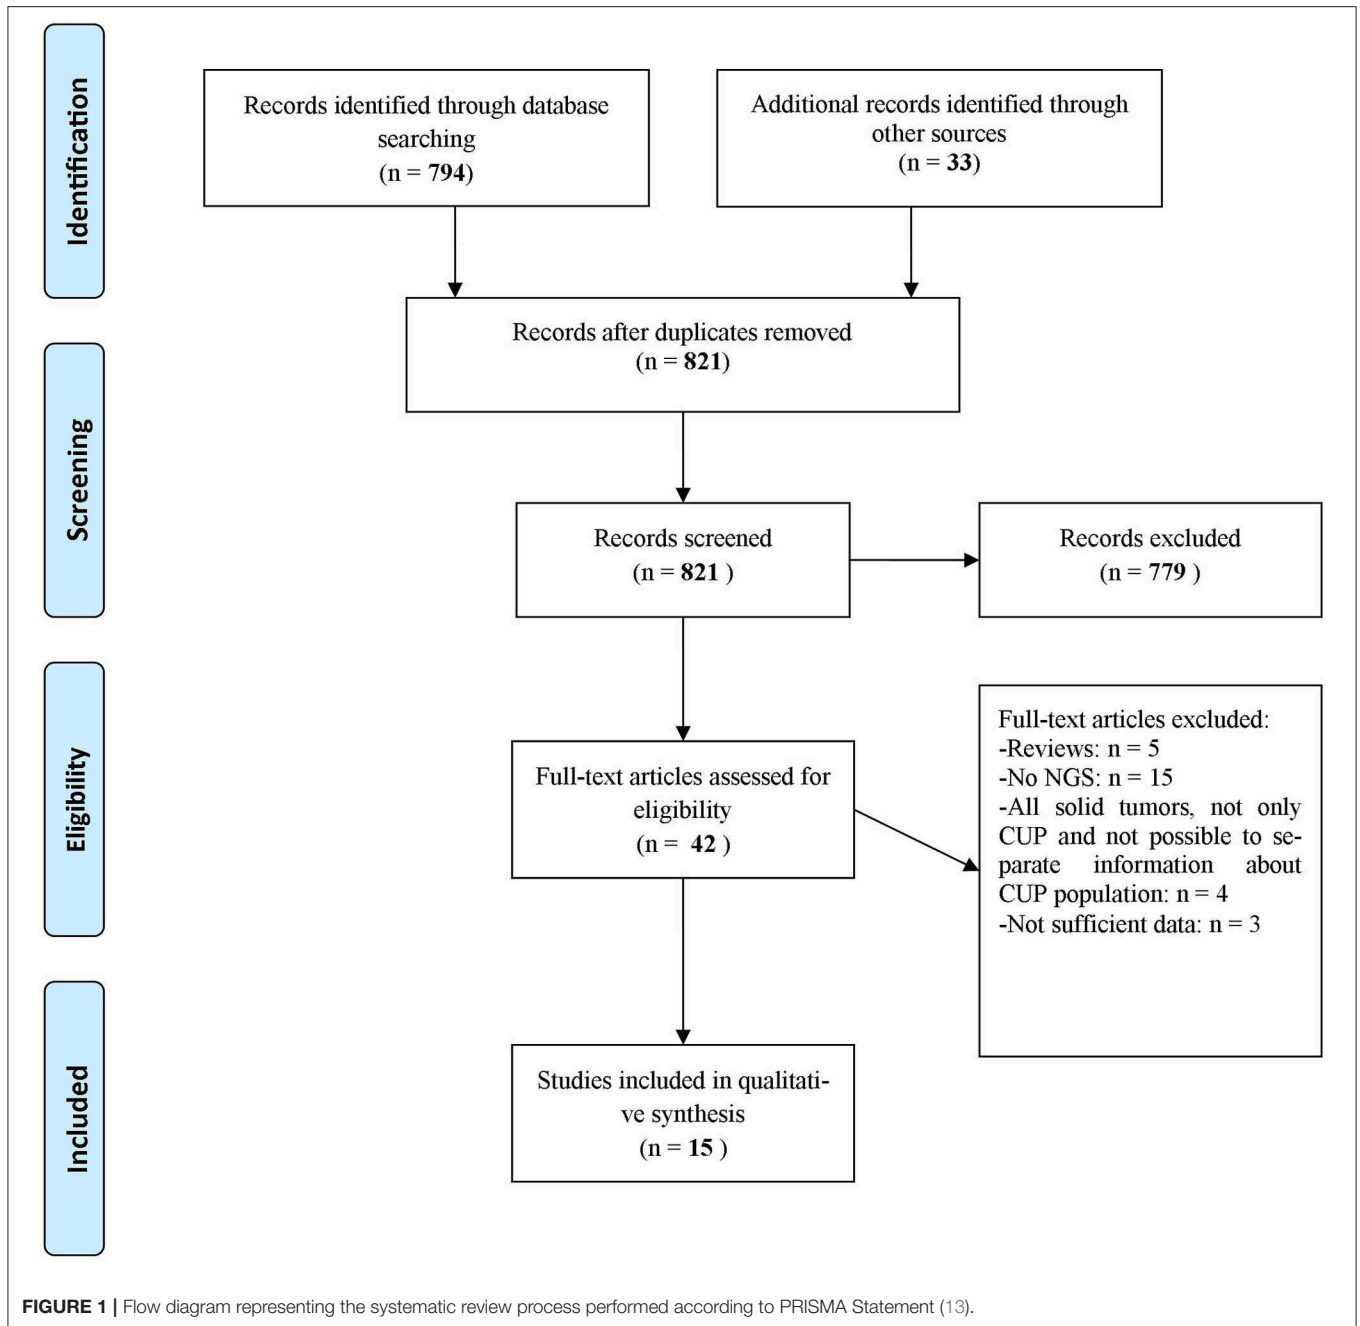 Identification
Records identified through database
searching
(n = 794)
Additional records identified through
other sources
(n = 33)
Records after duplicates removed
(n = 821)
Screening
Records screened
(n = 821 )
Records excluded
(n = 779 )
Eligibility
Full-text articles assessed for
eligibility
(n = 42 )
Full-text articles excluded:
-Reviews: n = 5
-No NGS: n = 15
-All solid tumors, not only
CUP and not possible to se-
parate information about
CUP population: n = 4
-Not sufficient data: n = 3
Included
Studies included in qualitati-
ve synthesis
(n = 15 )
FIGURE 1 | Flow diagram representing the systematic review process performed according to PRISMA Statement (13).